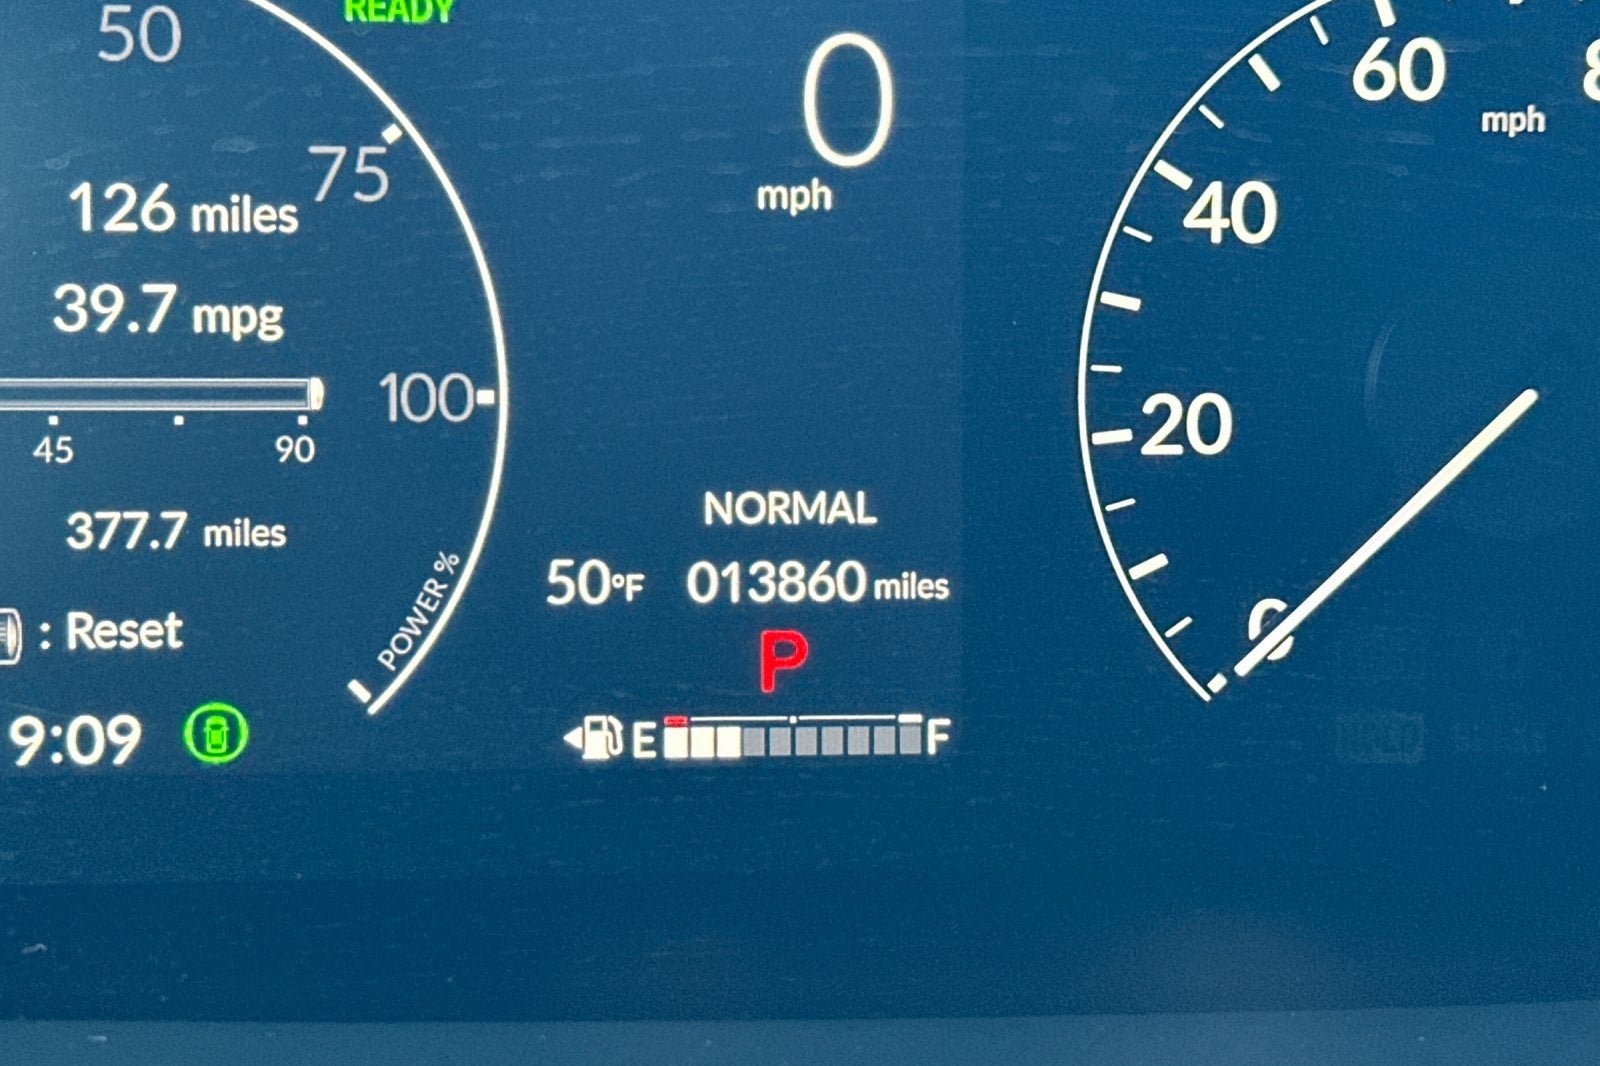 READY
50
75
100
POWER %
126 miles
39.7 mpg
45 90
377.7 miles
: Reset
9:09
0
mph
NORMAL
50°F 013860 miles
P
E F
60
mph
40
20
0